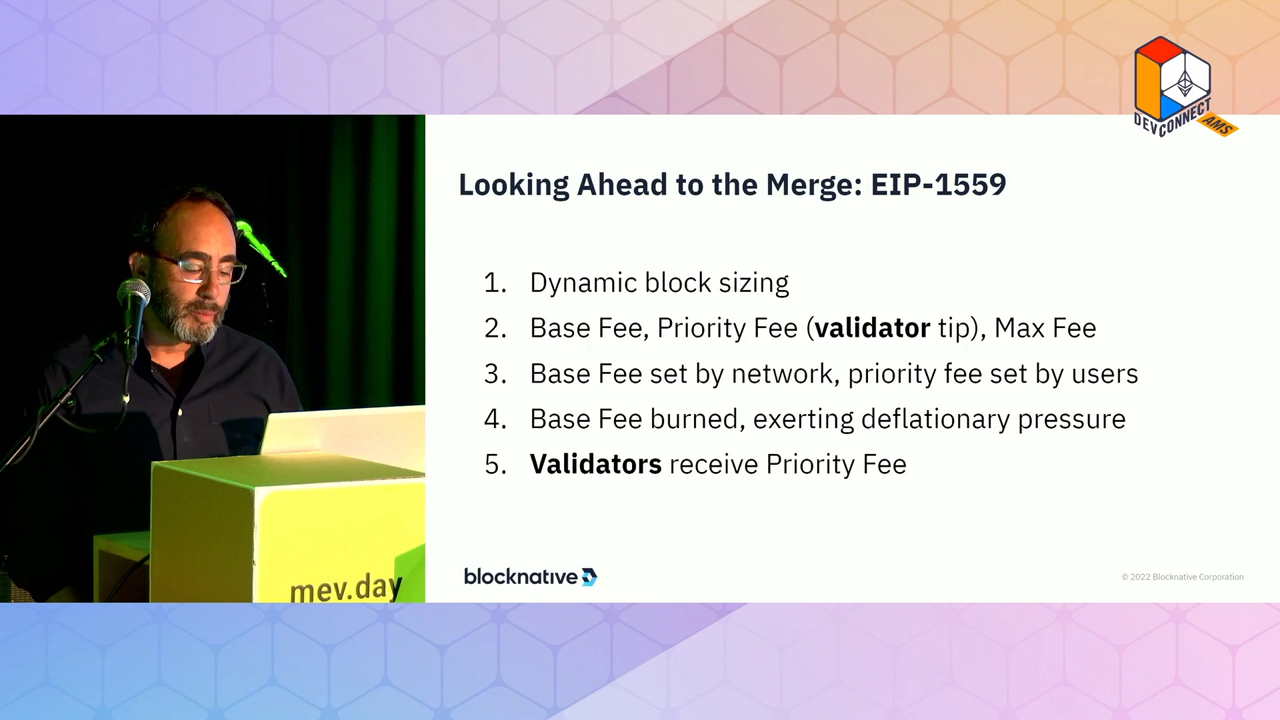 DEVCONNECT
AMS
Looking Ahead to the Merge: EIP-1559
1. Dynamic block sizing
2. Base Fee, Priority Fee (validator tip), Max Fee
3. Base Fee set by network, priority fee set by users
4. Base Fee burned, exerting deflationary pressure
5. Validators receive Priority Fee
mev.day
blocknative
© 2022 Blocknative Corporation